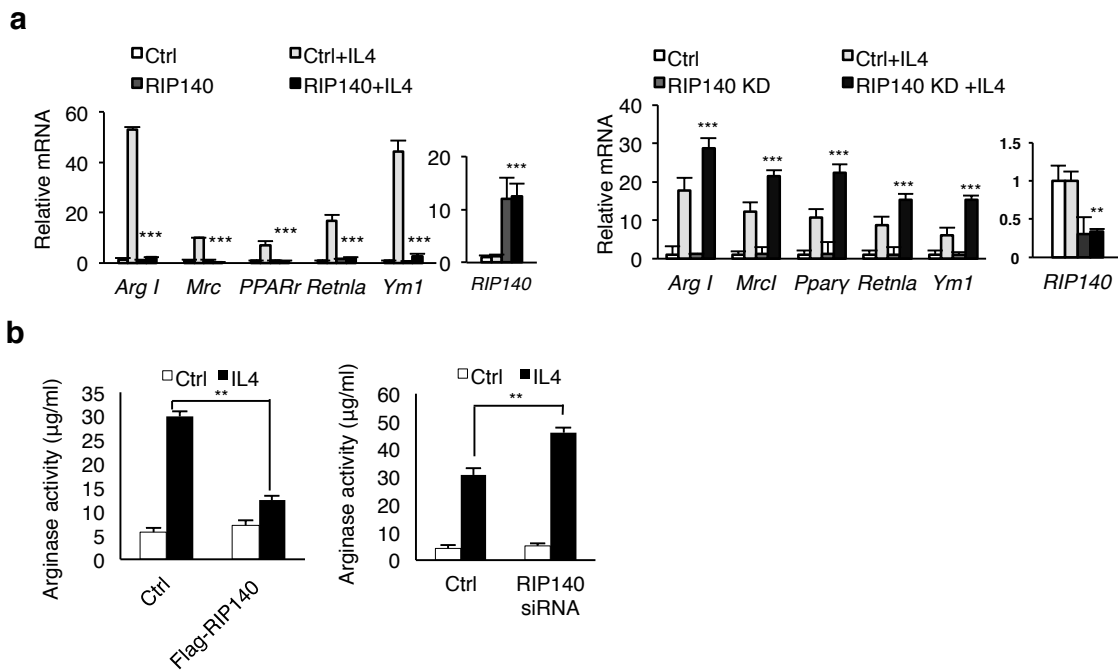 a
Ctrl
Ctrl+IL4
RIP140
RIP140+IL4
Relative mRNA
60
40
20
0
***
***
***
***
***
Arg I Mrc PPARr Retnla Ym1
20
10
0
***
RIP140
Ctrl
Ctrl+IL4
RIP140 KD
RIP140 KD +IL4
Relative mRNA
40
30
20
10
0
***
***
***
***
***
Arg I MrcI Pparγ Retnla Ym1
1.5
1
0.5
0
**
RIP140
b
Ctrl IL4
Arginase activity (μg/ml)
35
30
25
20
15
10
5
0
**
Ctrl
Flag-RIP140
Ctrl IL4
Arginase activity (μg/ml)
60
50
40
30
20
10
0
**
Ctrl
RIP140
siRNA